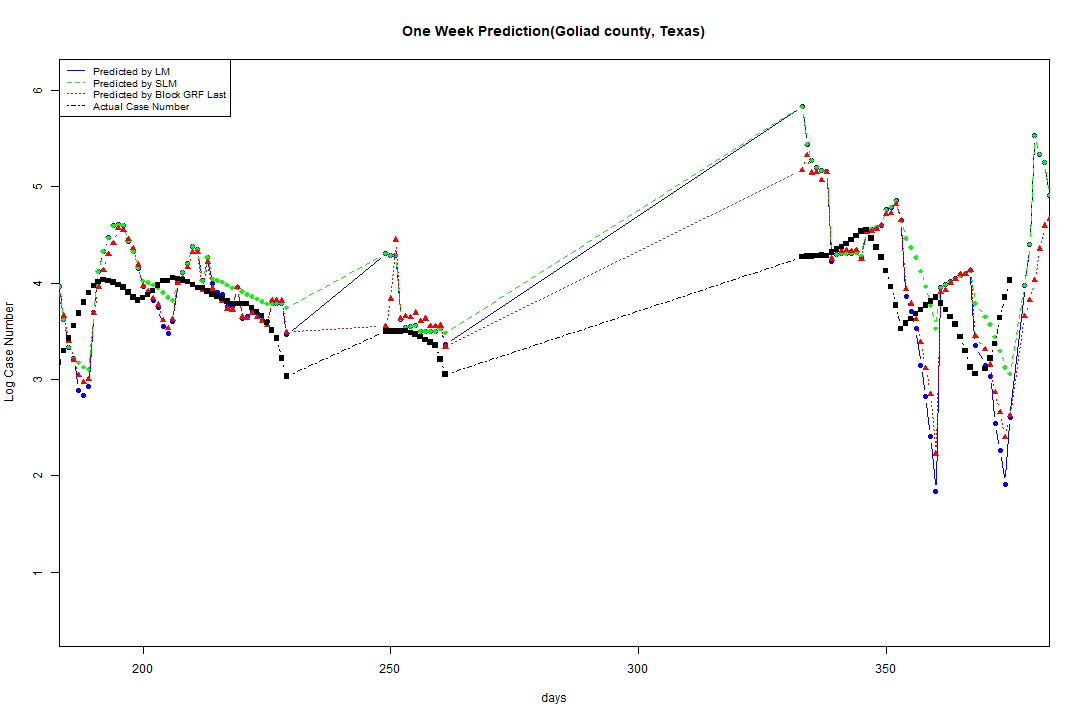 One Week Prediction(Goliad county, Texas)
Predicted by LM
Predicted by SLM
Predicted by Block GRF Last
Actual Case Number
6
5
4
3
2
1
Log Case Number
200
250
300
350
days